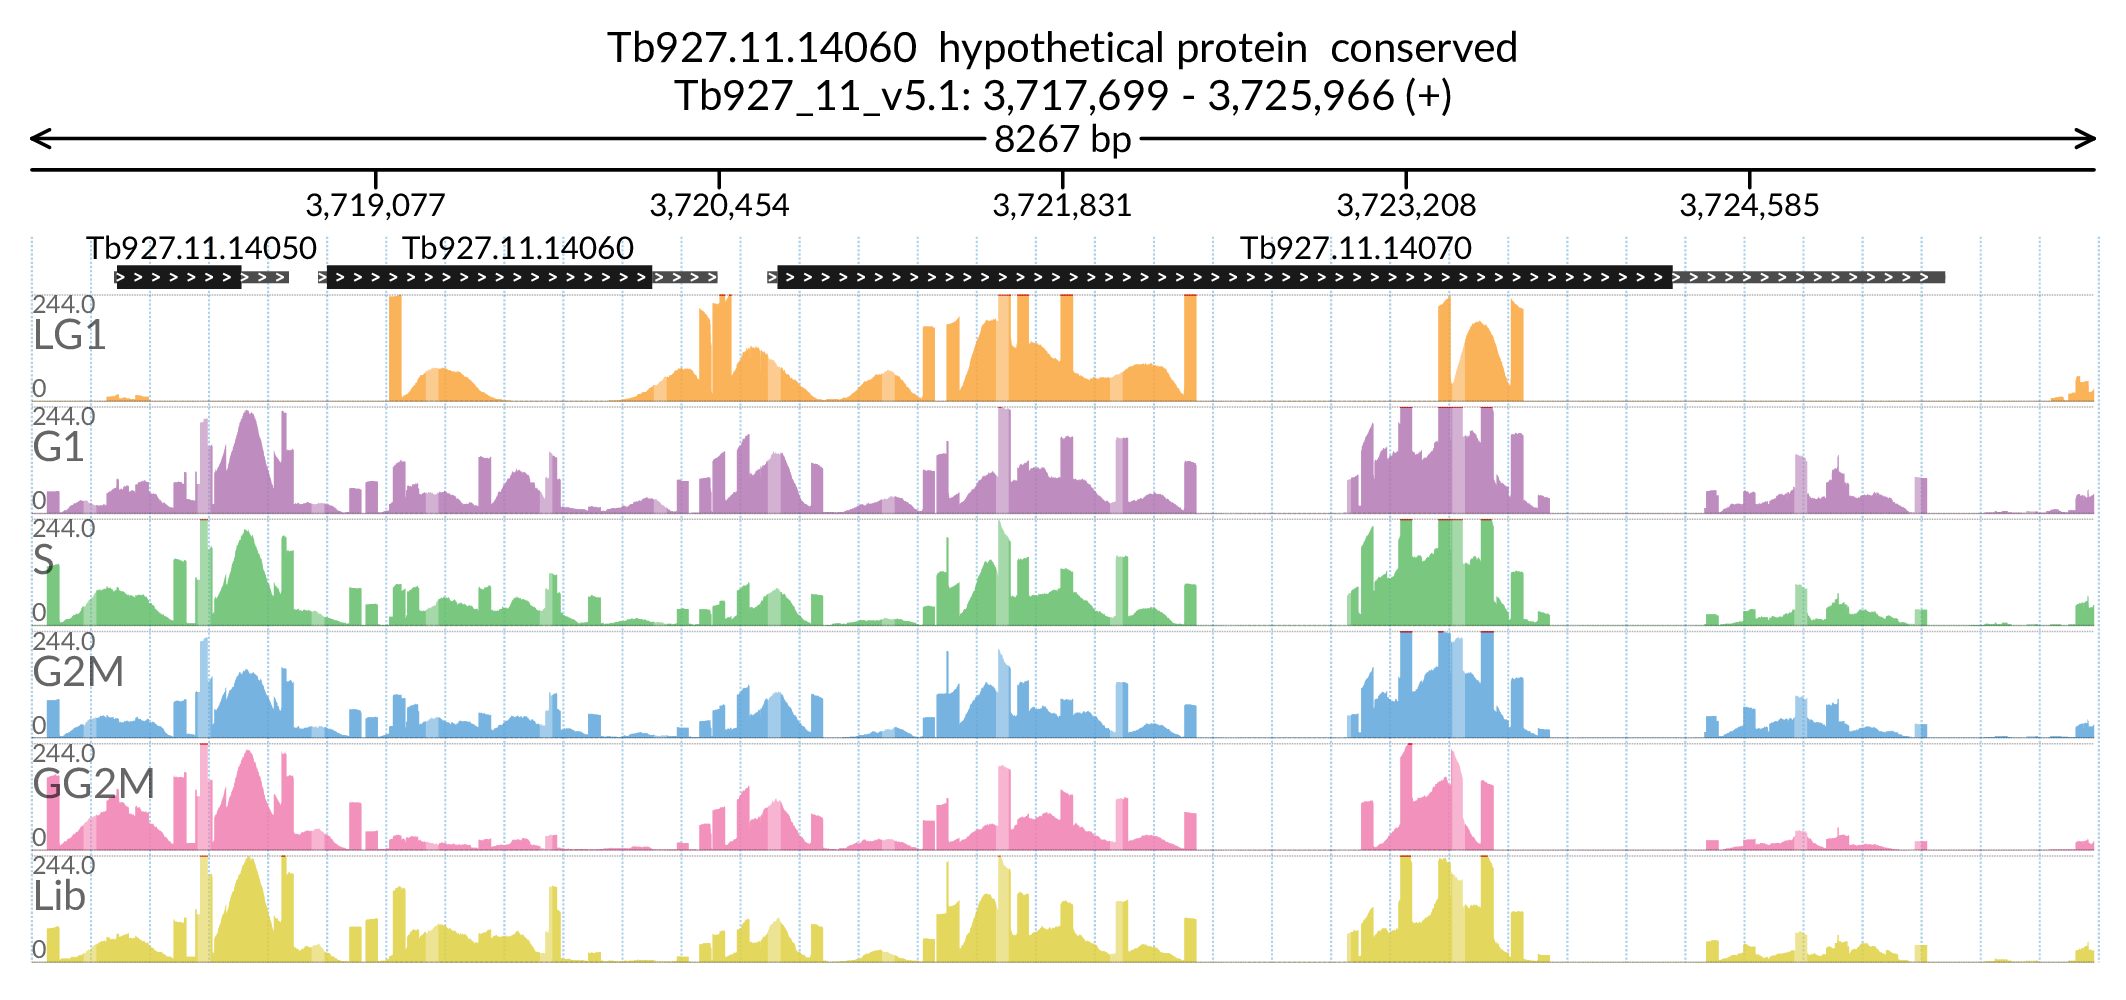 Tb927.11.14060 hypothetical protein conserved
Tb927_11_v5.1: 3,717,699 - 3,725,966 (+)
8267 bp
3,719,077 3,720,454 3,721,831 3,723,208 3,724,585
Tb927.11.14050 Tb927.11.14060 Tb927.11.14070
244.0
LG1
0
244.0
G1
0
244.0
S
0
244.0
G2M
0
244.0
GG2M
0
244.0
Lib
0